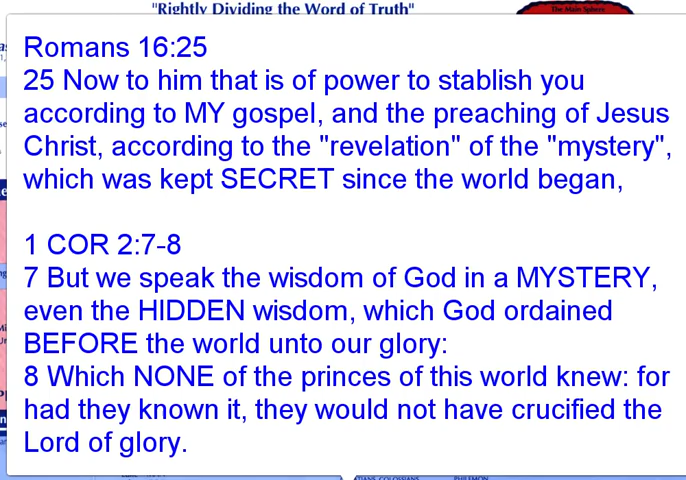 "Rightly Dividing the Word of Truth"
The Main Sphere
Romans 16:25
25 Now to him that is of power to stablish you
according to MY gospel, and the preaching of Jesus
Christ, according to the "revelation" of the "mystery",
which was kept SECRET since the world began,
1 COR 2:7-8
7 But we speak the wisdom of God in a MYSTERY,
even the HIDDEN wisdom, which God ordained
BEFORE the world unto our glory:
8 Which NONE of the princes of this world knew: for
had they known it, they would not have crucified the
Lord of glory.